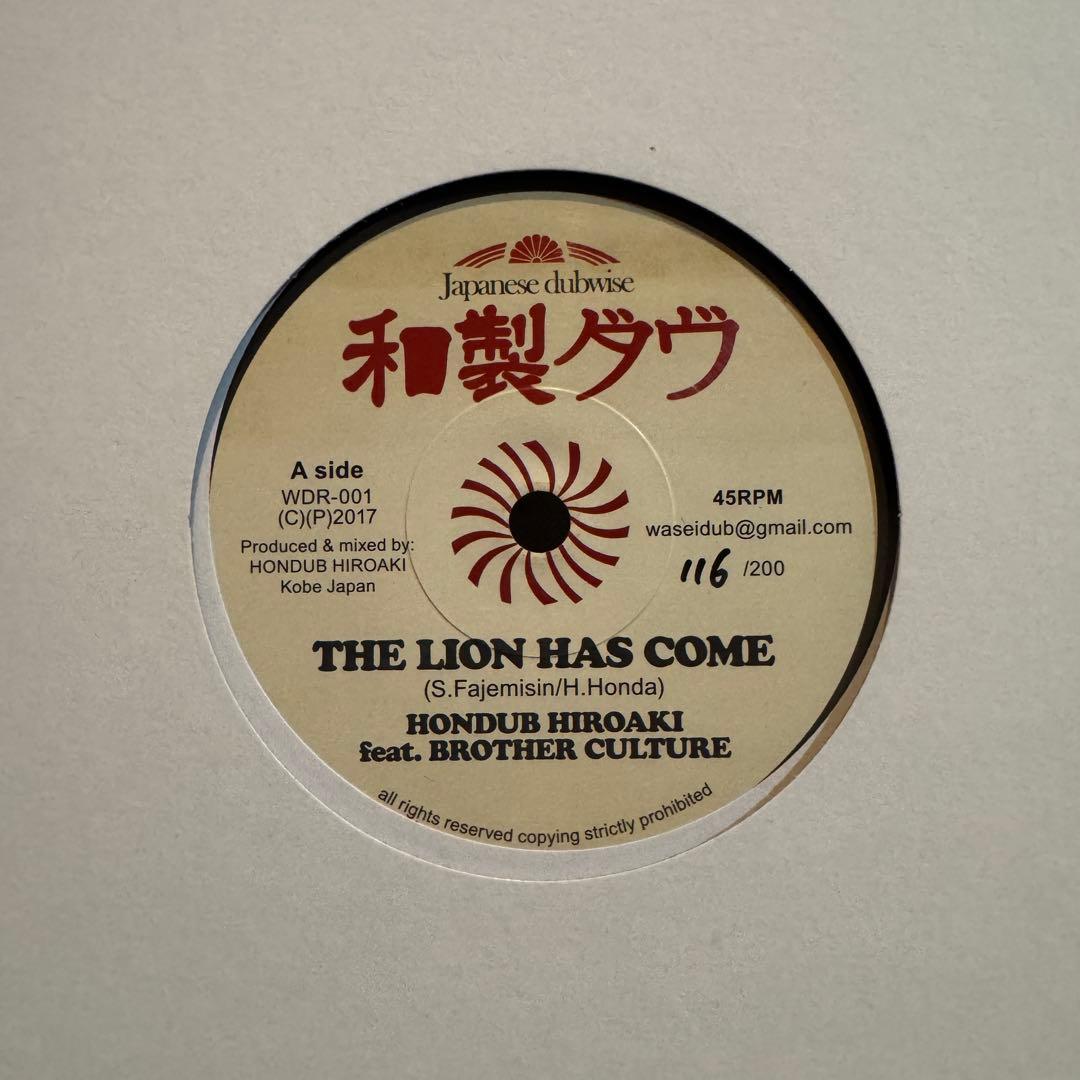 Japanese dubwise
和製ダヴ
A side
WDR-001
(C)(P)2017
Produced & mixed by:
HONDUB HIROAKI
Kobe Japan
45RPM
waseidub@gmail.com
116 /200
THE LION HAS COME
(S.Fajemisin/H.Honda)
HONDUB HIROAKI
feat. BROTHER CULTURE
all rights reserved copying strictly prohibited